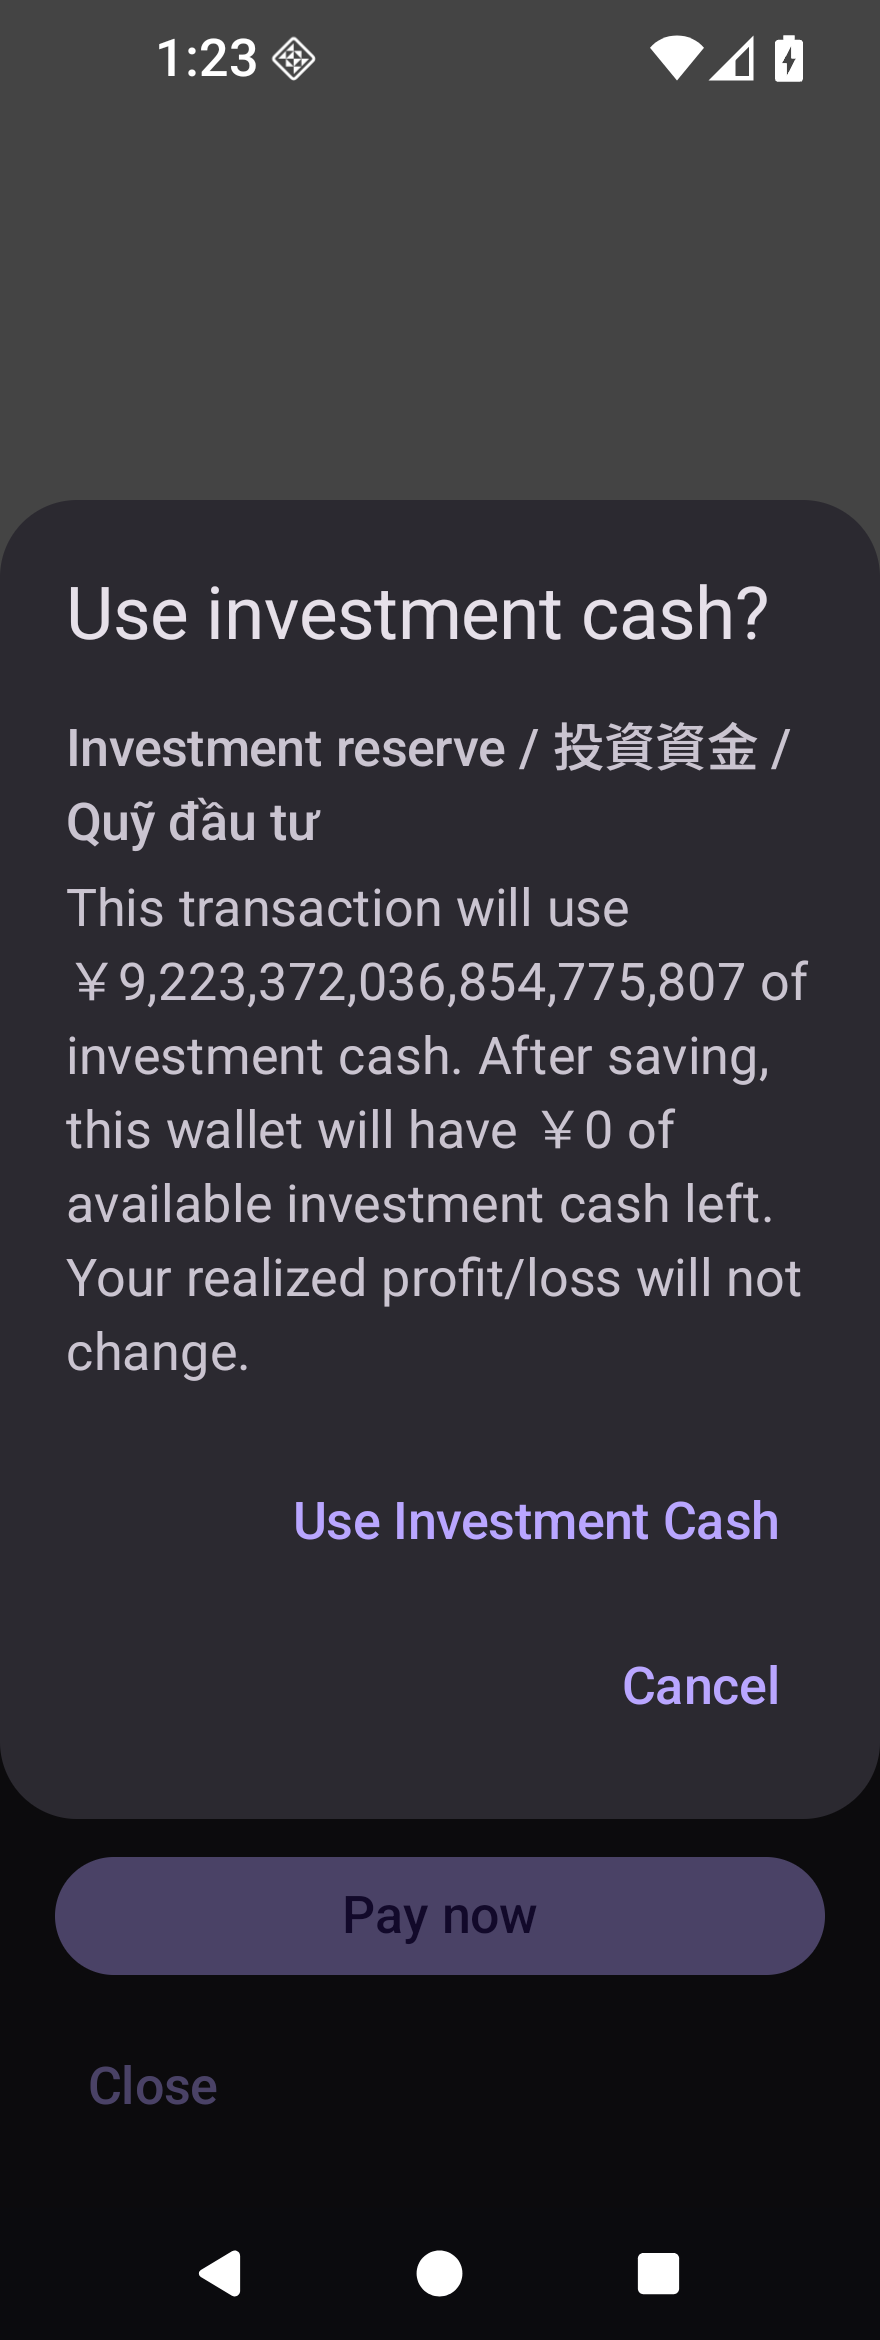 1:23
Use investment cash?
Investment reserve / 投資資金 /
Quỹ đầu tư
This transaction will use
￥9,223,372,036,854,775,807 of
investment cash. After saving,
this wallet will have ￥0 of
available investment cash left.
Your realized profit/loss will not
change.
Use Investment Cash
Cancel
Pay now
Close